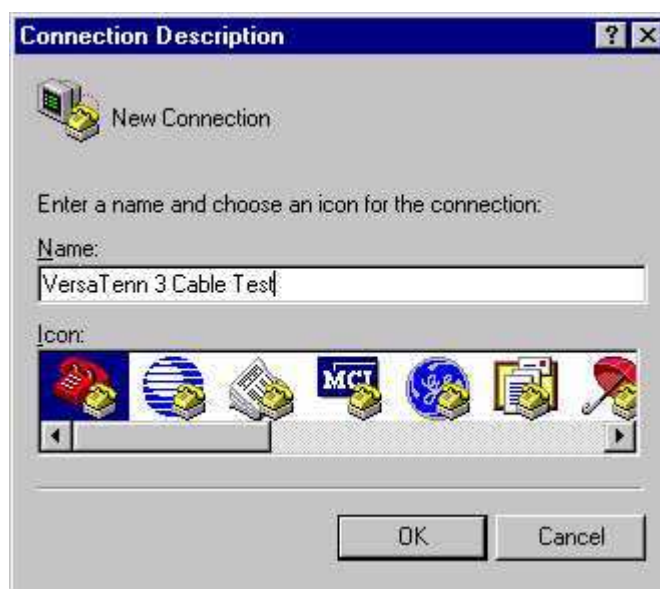 Connection Description
New Connection
Enter a name and choose an icon for the connection:
Name:
VersaTenn 3 Cable Test
Icon:
MCI
OK
Cancel